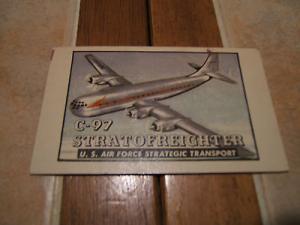 C-97
STRATOFREIGHTER
U. S. AIR FORCE STRATEGIC TRANSPORT